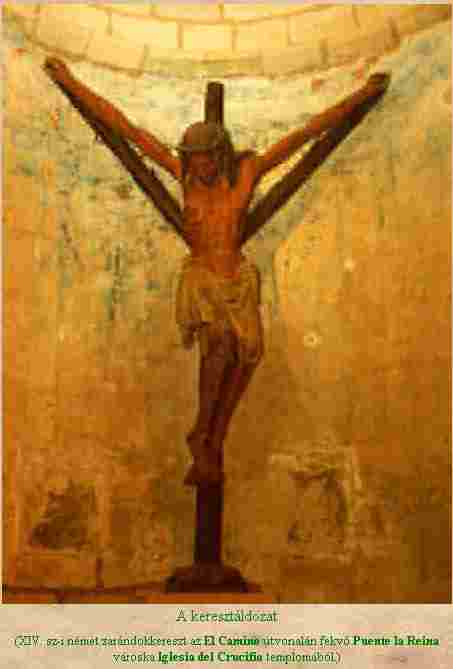 A keresztáldozat
(XIV. sz-i német zarándokkereszt az El Camino útvonalán fekvő Puente la Reina
városka Iglesia del Crucifio templomából.)